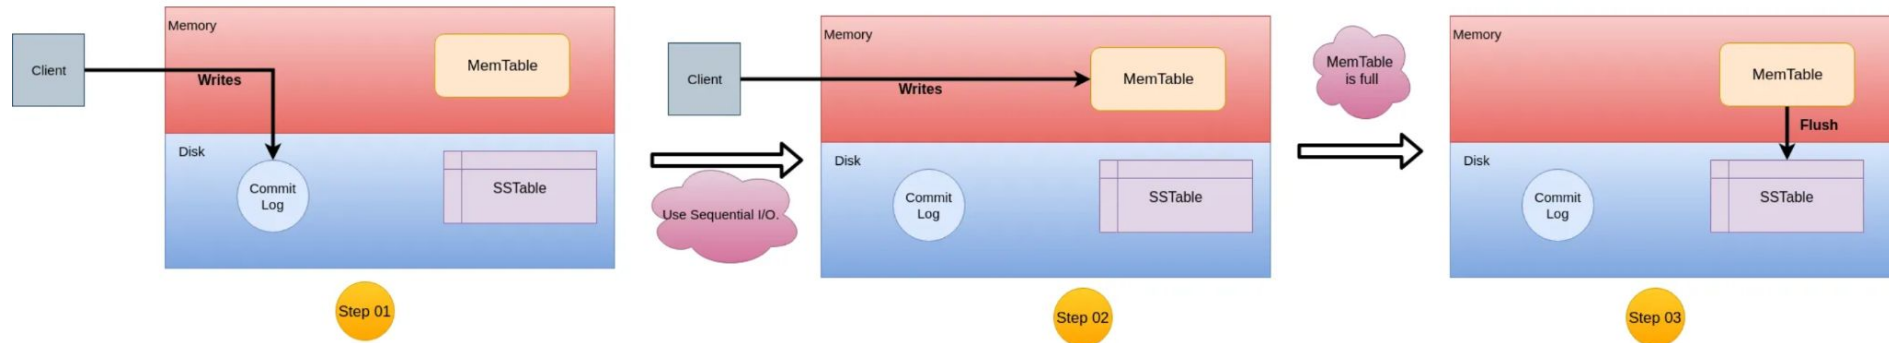 Client
Memory
Writes
MemTable
Disk
Commit
Log
SSTable
Step 01
Use Sequential I/O.
Client
Memory
Writes
MemTable
Disk
Commit
Log
SSTable
Step 02
MemTable
is full
Memory
MemTable
Flush
Disk
Commit
Log
SSTable
Step 03